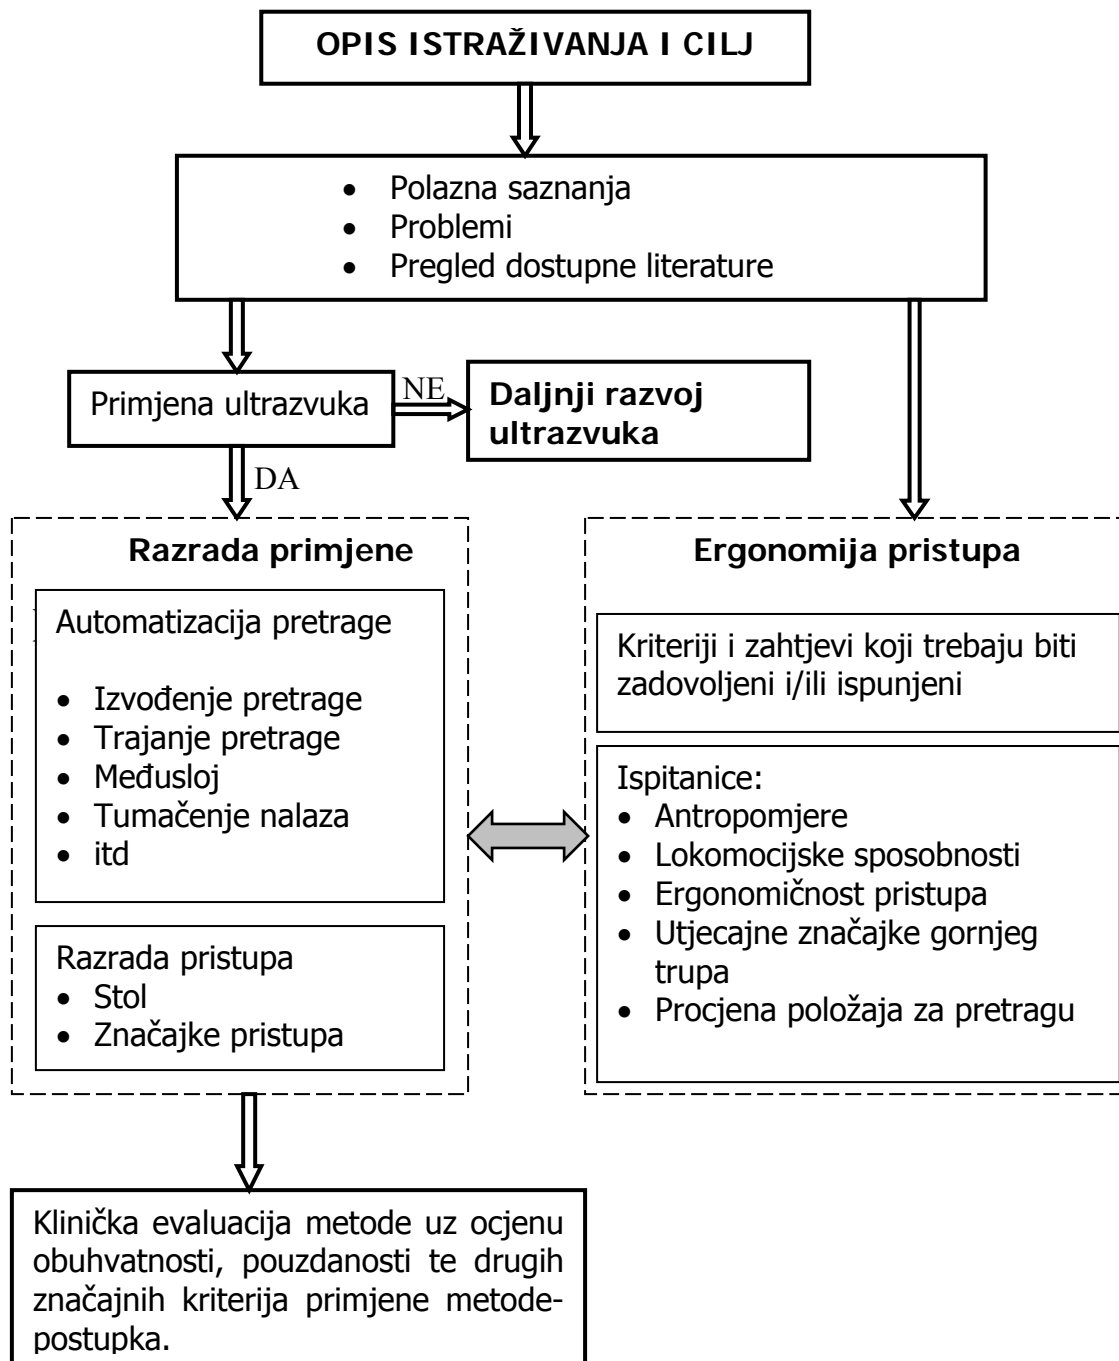 OPIS ISTRAŽIVANJA I CILJ
• Polazna saznanja
• Problemi
• Pregled dostupne literature
Primjena ultrazvuka
NE
Daljnji razvoj
ultrazvuka
DA
Razrada primjene
Automatizacija pretrage
• Izvođenje pretrage
• Trajanje pretrage
• Međusloj
• Tumačenje nalaza
• itd
Razrada pristupa
• Stol
• Značajke pristupa
Ergonomija pristupa
Kriteriji i zahtjevi koji trebaju biti
zadovoljeni i/ili ispunjeni
Ispitanice:
• Antropomjere
• Lokomocijske sposobnosti
• Ergonomičnost pristupa
• Utjecajne značajke gornjeg
trupa
• Procjena položaja za pretragu
Klinička evaluacija metode uz ocjenu
obuhvatnosti, pouzdanosti te drugih
značajnih kriterija primjene metode-
postupka.